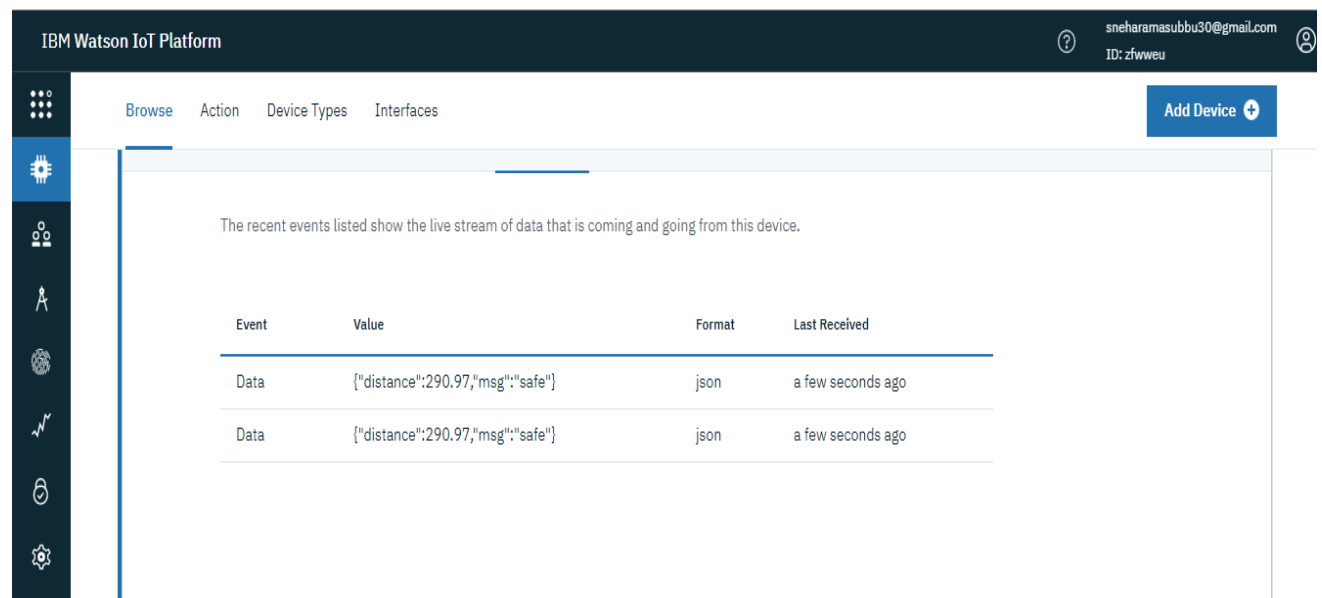 IBM Watson IoT Platform
sneharamasubbu30@gmail.com
ID: zfwweu
Browse Action Device Types Interfaces
Add Device
The recent events listed show the live stream of data that is coming and going from this device.
Event Value Format Last Received
Data {"distance":290.97,"msg":"safe"} json a few seconds ago
Data {"distance":290.97,"msg":"safe"} json a few seconds ago